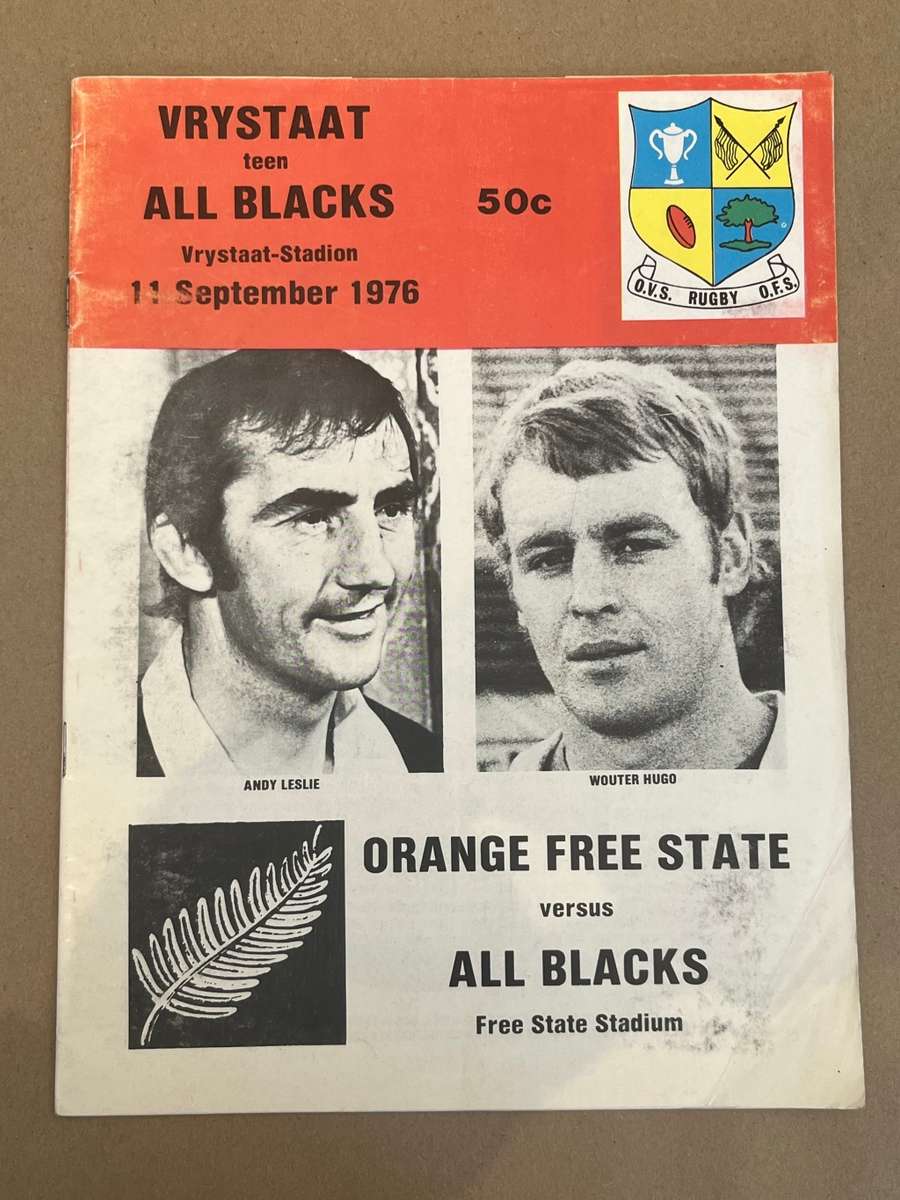 VRYSTAAT
teen
ALL BLACKS
Vrystaat-Stadion
11 September 1976
50c
O.V.S. RUGBY O.F.S.
ANDY LESLIE
WOUTER HUGO
ORANGE FREE STATE
versus
ALL BLACKS
Free State Stadium